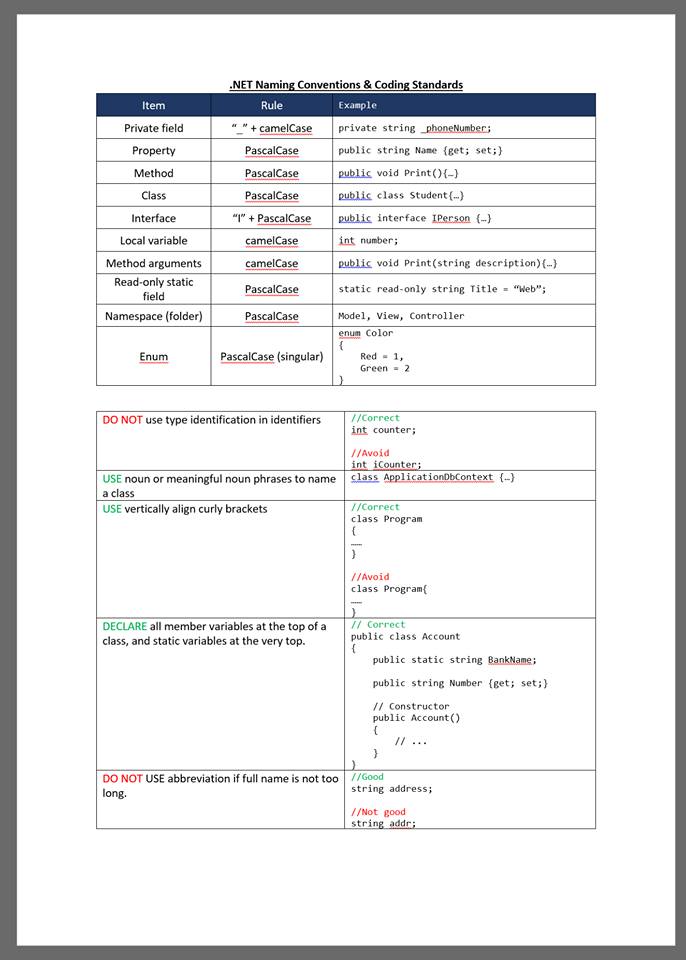 .NET Naming Conventions & Coding Standards
Item Rule Example
Private field “_” + camelCase private string _phoneNumber;
Property PascalCase public string Name {get; set;}
Method PascalCase public void Print(){…}
Class PascalCase public class Student{…}
Interface “I” + PascalCase public interface IPerson {…}
Local variable camelCase int number;
Method arguments camelCase public void Print(string description){…}
Read-only static
field PascalCase static read-only string Title = “Web”;
Namespace (folder) PascalCase Model, View, Controller
Enum PascalCase (singular) enum Color
{
Red = 1,
Green = 2
}
DO NOT use type identification in identifiers
//Correct
int counter;
//Avoid
int iCounter;
USE noun or meaningful noun phrases to name
a class
class ApplicationDbContext {…}
USE vertically align curly brackets
//Correct
class Program
{
……
}
//Avoid
class Program{
……
}
DECLARE all member variables at the top of a
class, and static variables at the very top.
// Correct
public class Account
{
public static string BankName;
public string Number {get; set;}
// Constructor
public Account()
{
// ...
}
}
DO NOT USE abbreviation if full name is not too
long.
//Good
string address;
//Not good
string addr;